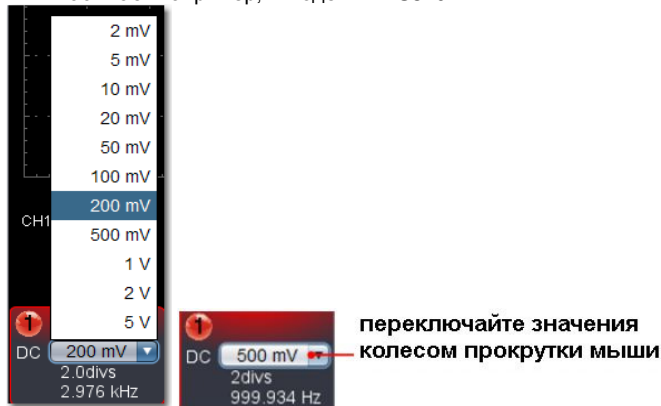 2 mV
5 mV
10 mV
20 mV
50 mV
100 mV
200 mV
500 mV
1 V
2 V
5 V
CH1
1
DC 200 mV
2.0divs
2.976 kHz
1
DC 500 mV
2divs
999.934 Hz
переключайте значения
колесом прокрутки мыши